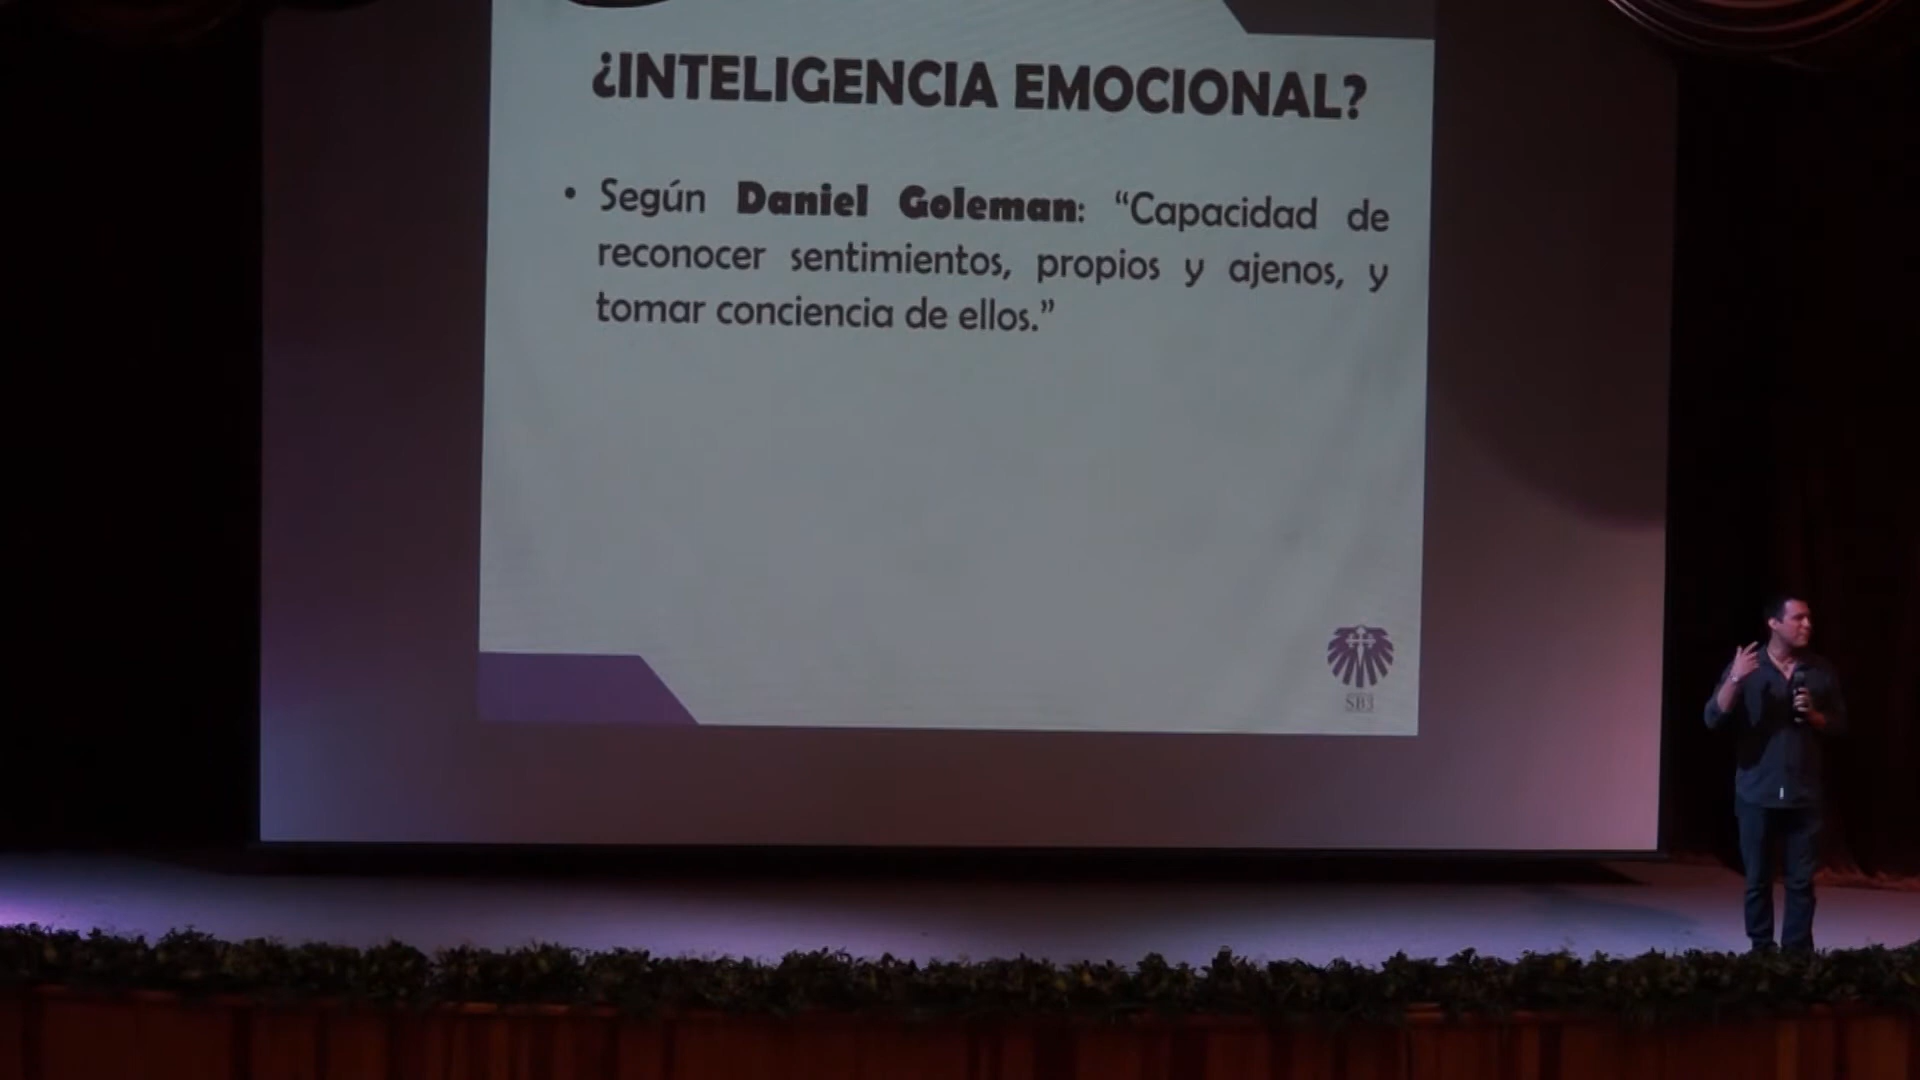 ¿INTELIGENCIA EMOCIONAL?
• Según Daniel Goleman: “Capacidad de
reconocer sentimientos, propios y ajenos, y
tomar conciencia de ellos.”
SB3